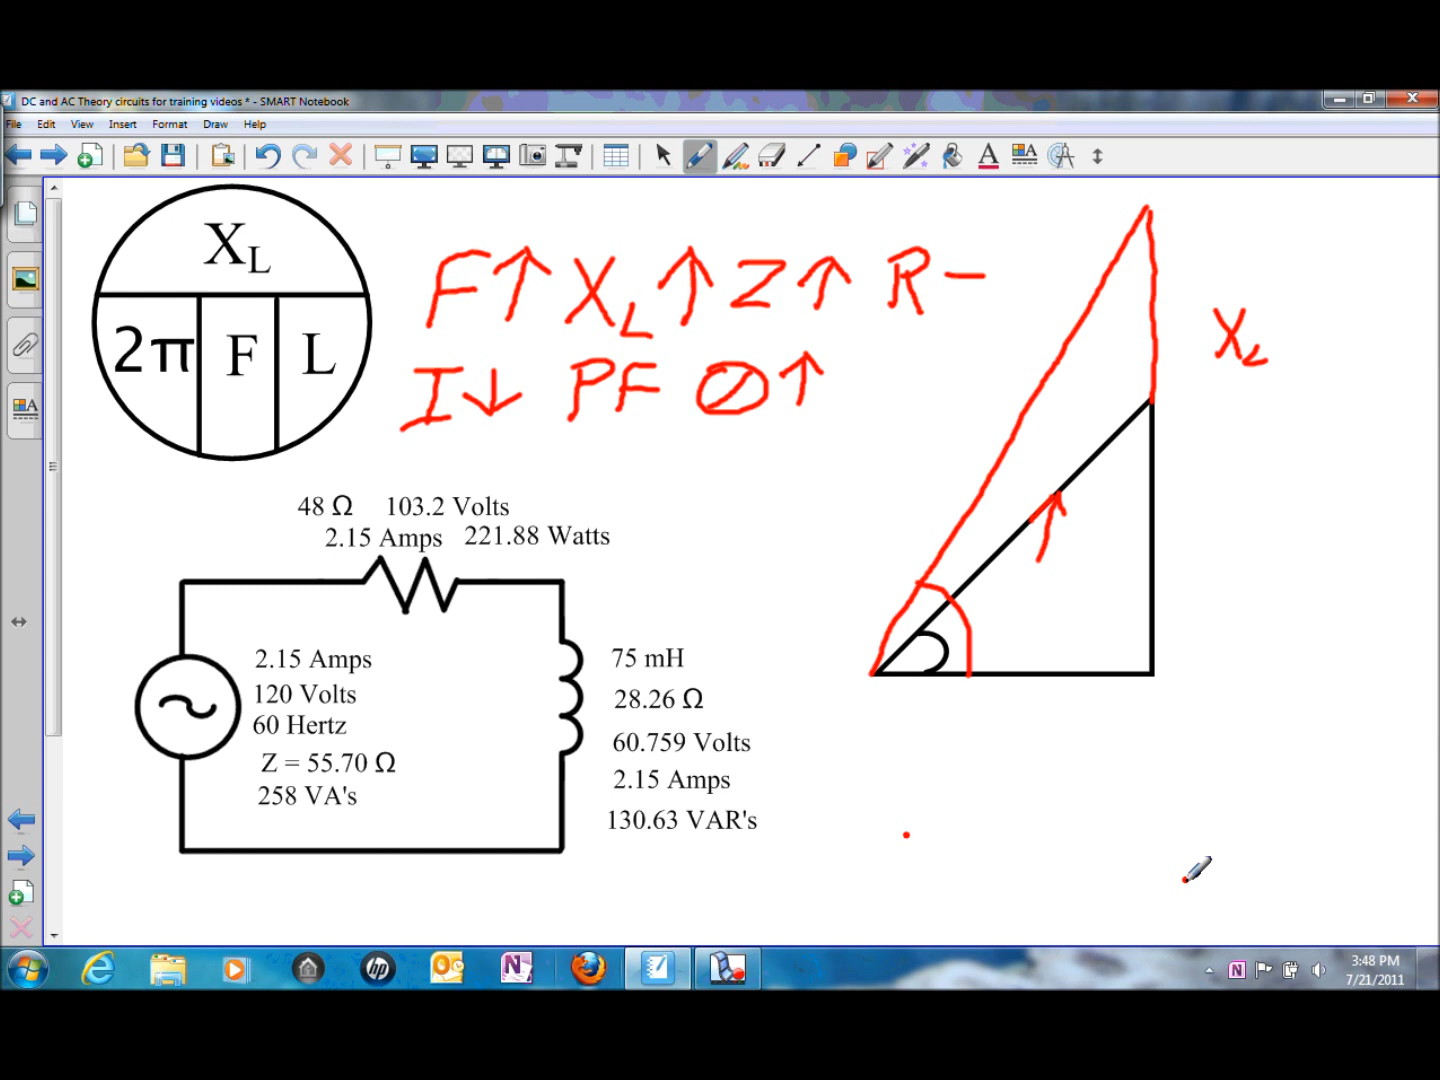 DC and AC Theory circuits for training videos * - SMART Notebook
File Edit View Insert Format Draw Help
X_L
2π F L
F↑ X_L↑ Z↑ R −
I↓ PF ∅↑
X_L
48 Ω 103.2 Volts
2.15 Amps 221.88 Watts
2.15 Amps
120 Volts
60 Hertz
Z = 55.70 Ω
258 VA's
75 mH
28.26 Ω
60.759 Volts
2.15 Amps
130.63 VAR's
3:48 PM
7/21/2011